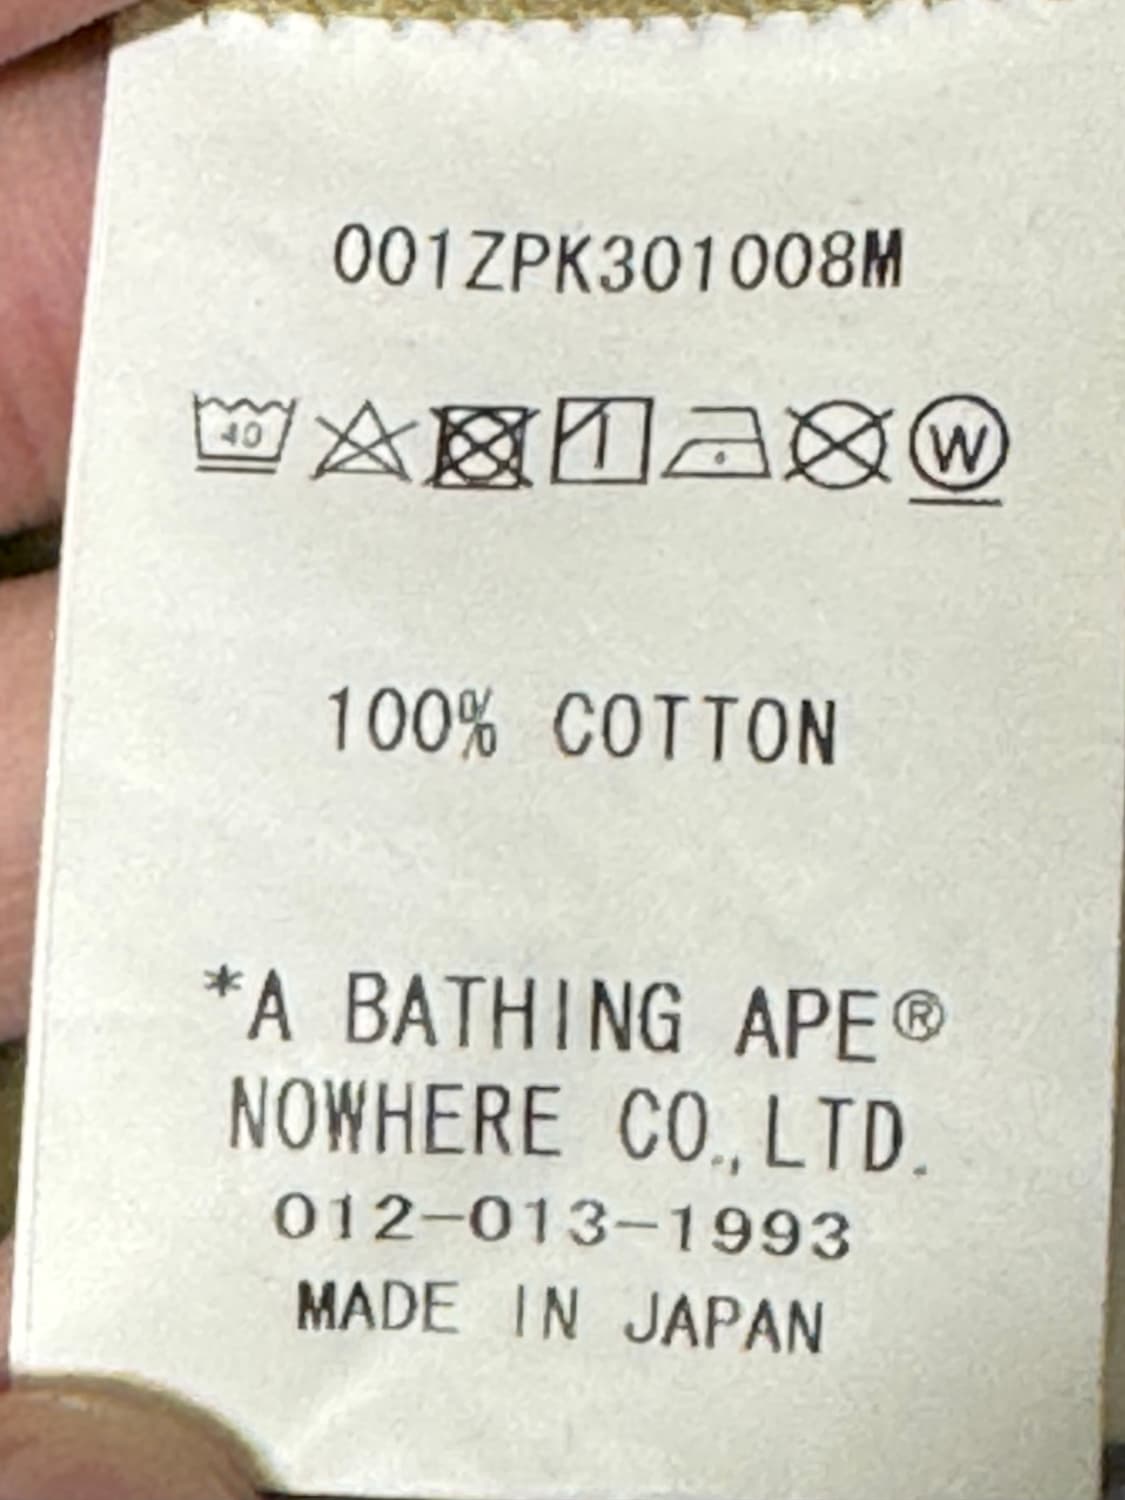 001ZPK301008M
40
W
100% COTTON
*A BATHING APE®
NOWHERE CO.,LTD.
012-013-1993
MADE IN JAPAN